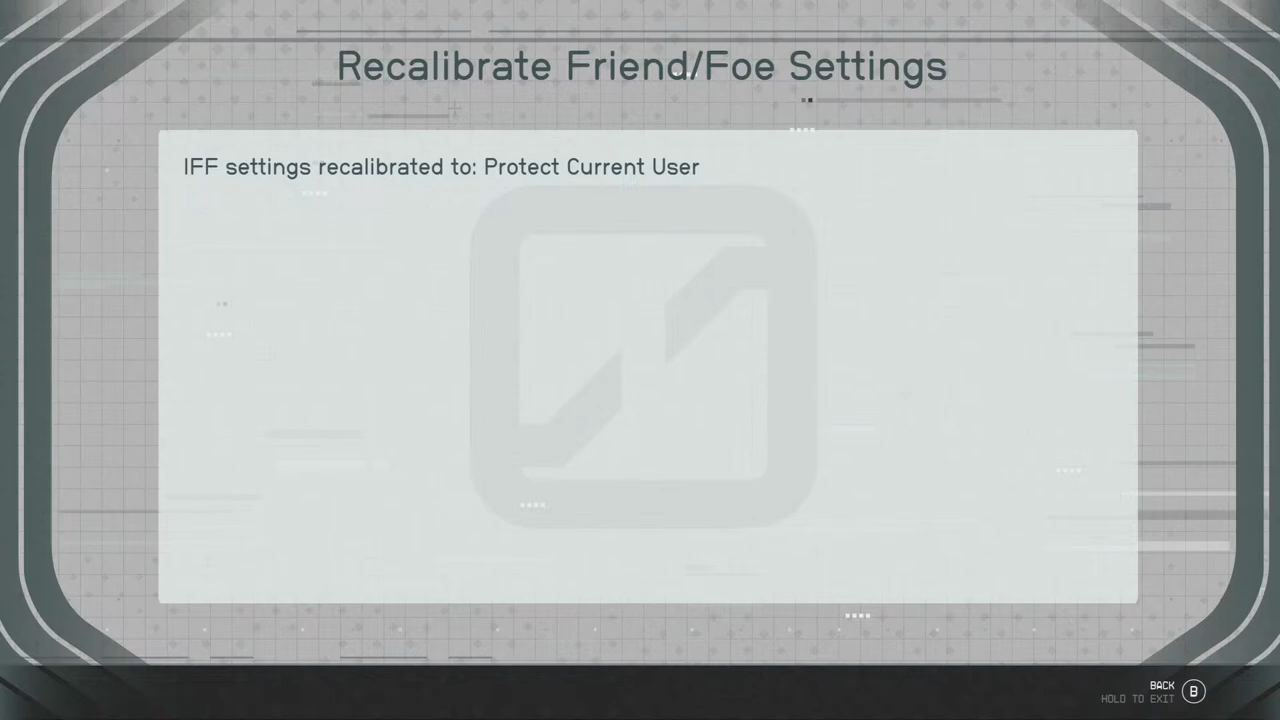 Recalibrate Friend/Foe Settings
IFF settings recalibrated to: Protect Current User
BACK
HOLD TO EXIT
B